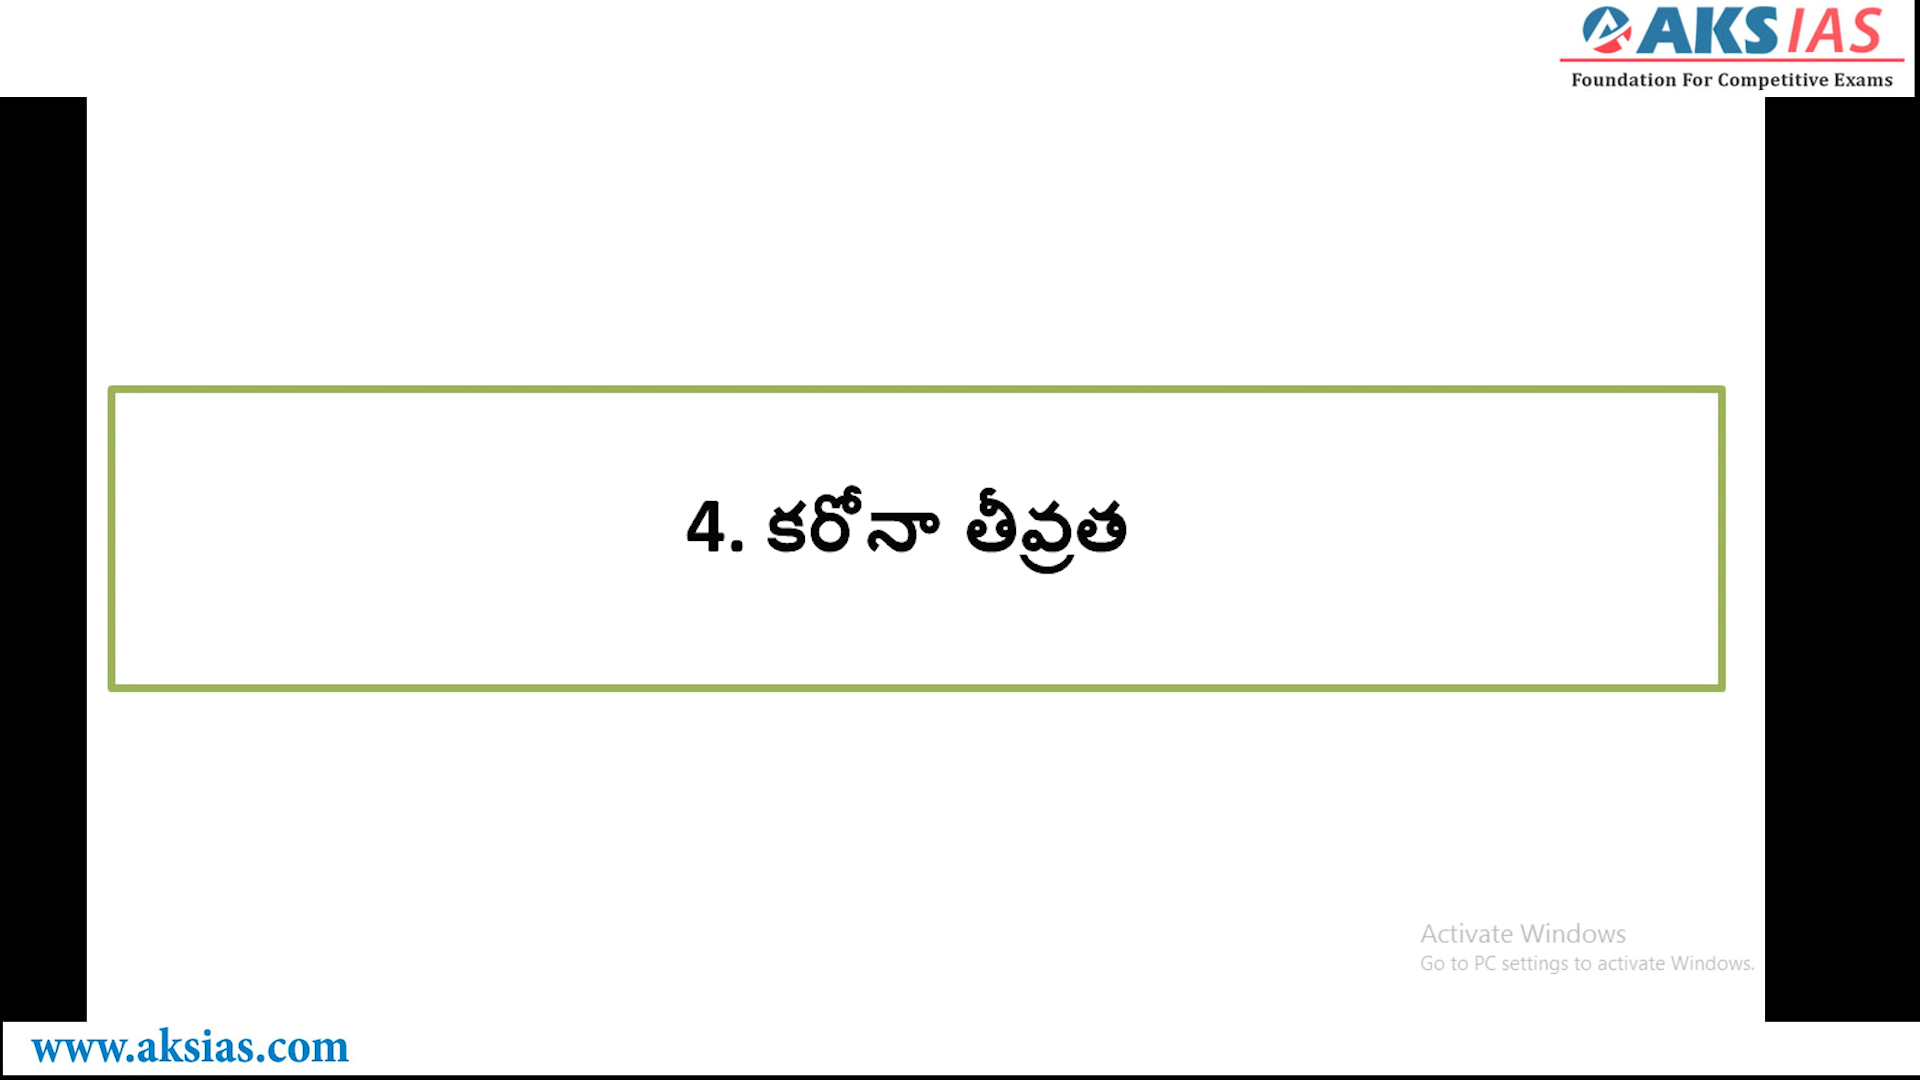 AKS IAS
Foundation For Competitive Exams
4. కరోనా తీవ్రత
Activate Windows
Go to PC settings to activate Windows.
www.aksias.com